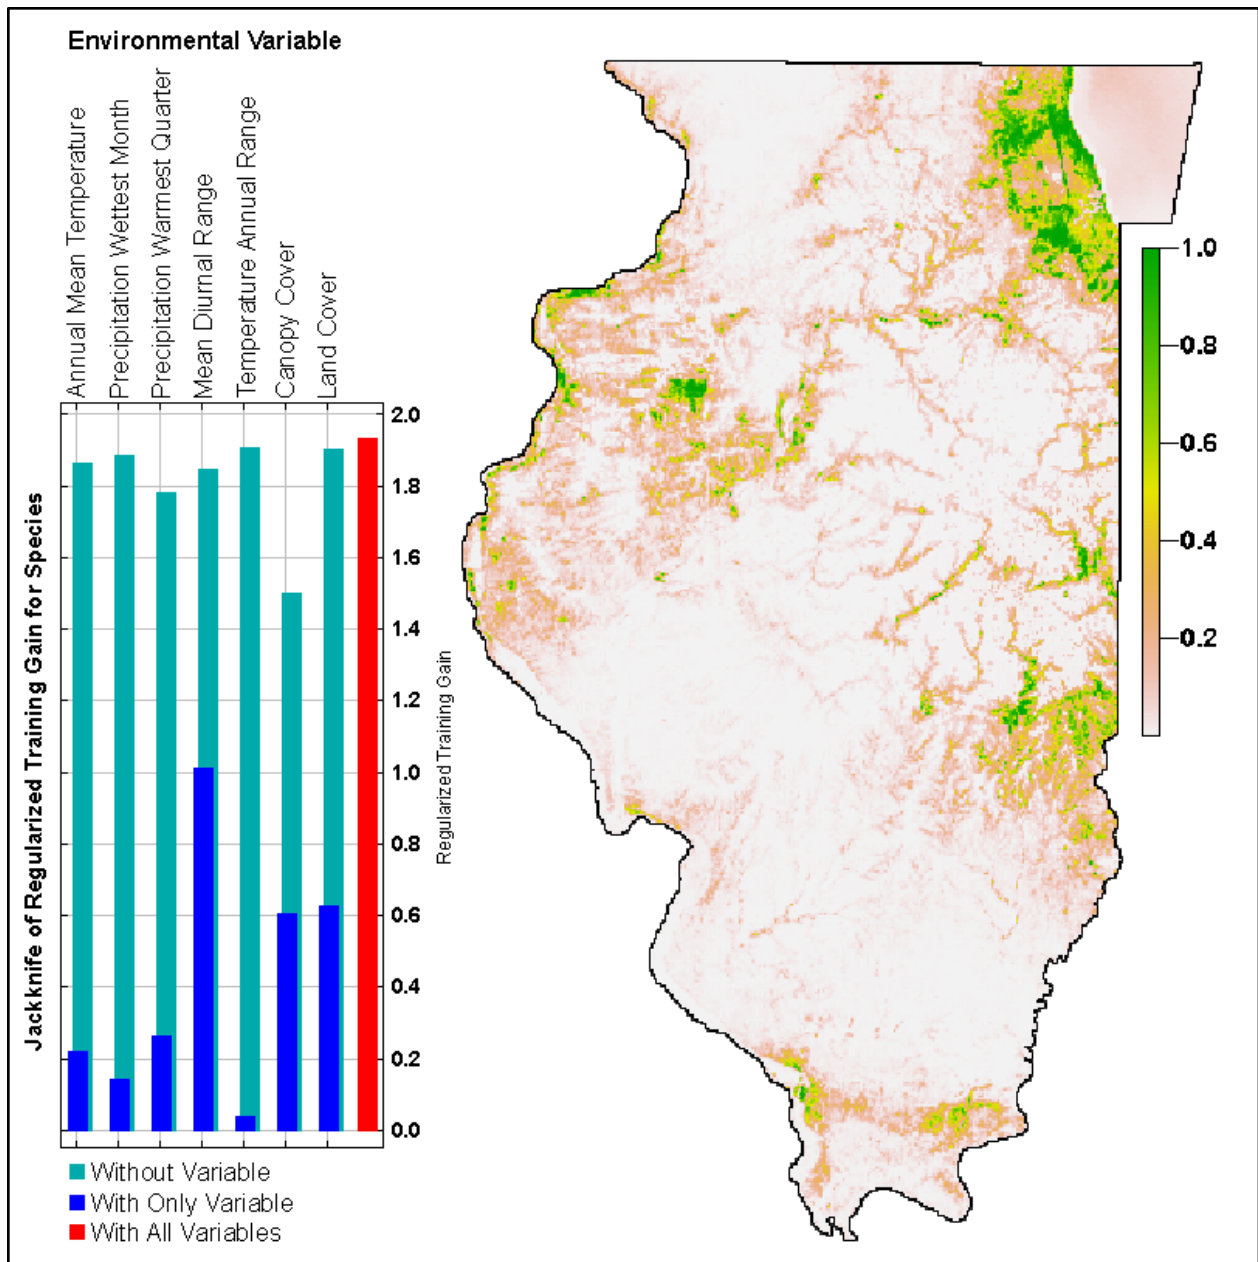 Environmental Variable
Annual Mean Temperature
Precipitation Wettest Month
Precipitation Warmest Quarter
Mean Diurnal Range
Temperature Annual Range
Canopy Cover
Land Cover
Jackknife of Regularized Training Gain for Species
2.0
1.8
1.6
1.4
1.2
1.0
0.8
0.6
0.4
0.2
0.0
Regularized Training Gain
Without Variable
With Only Variable
With All Variables
1.0
0.8
0.6
0.4
0.2